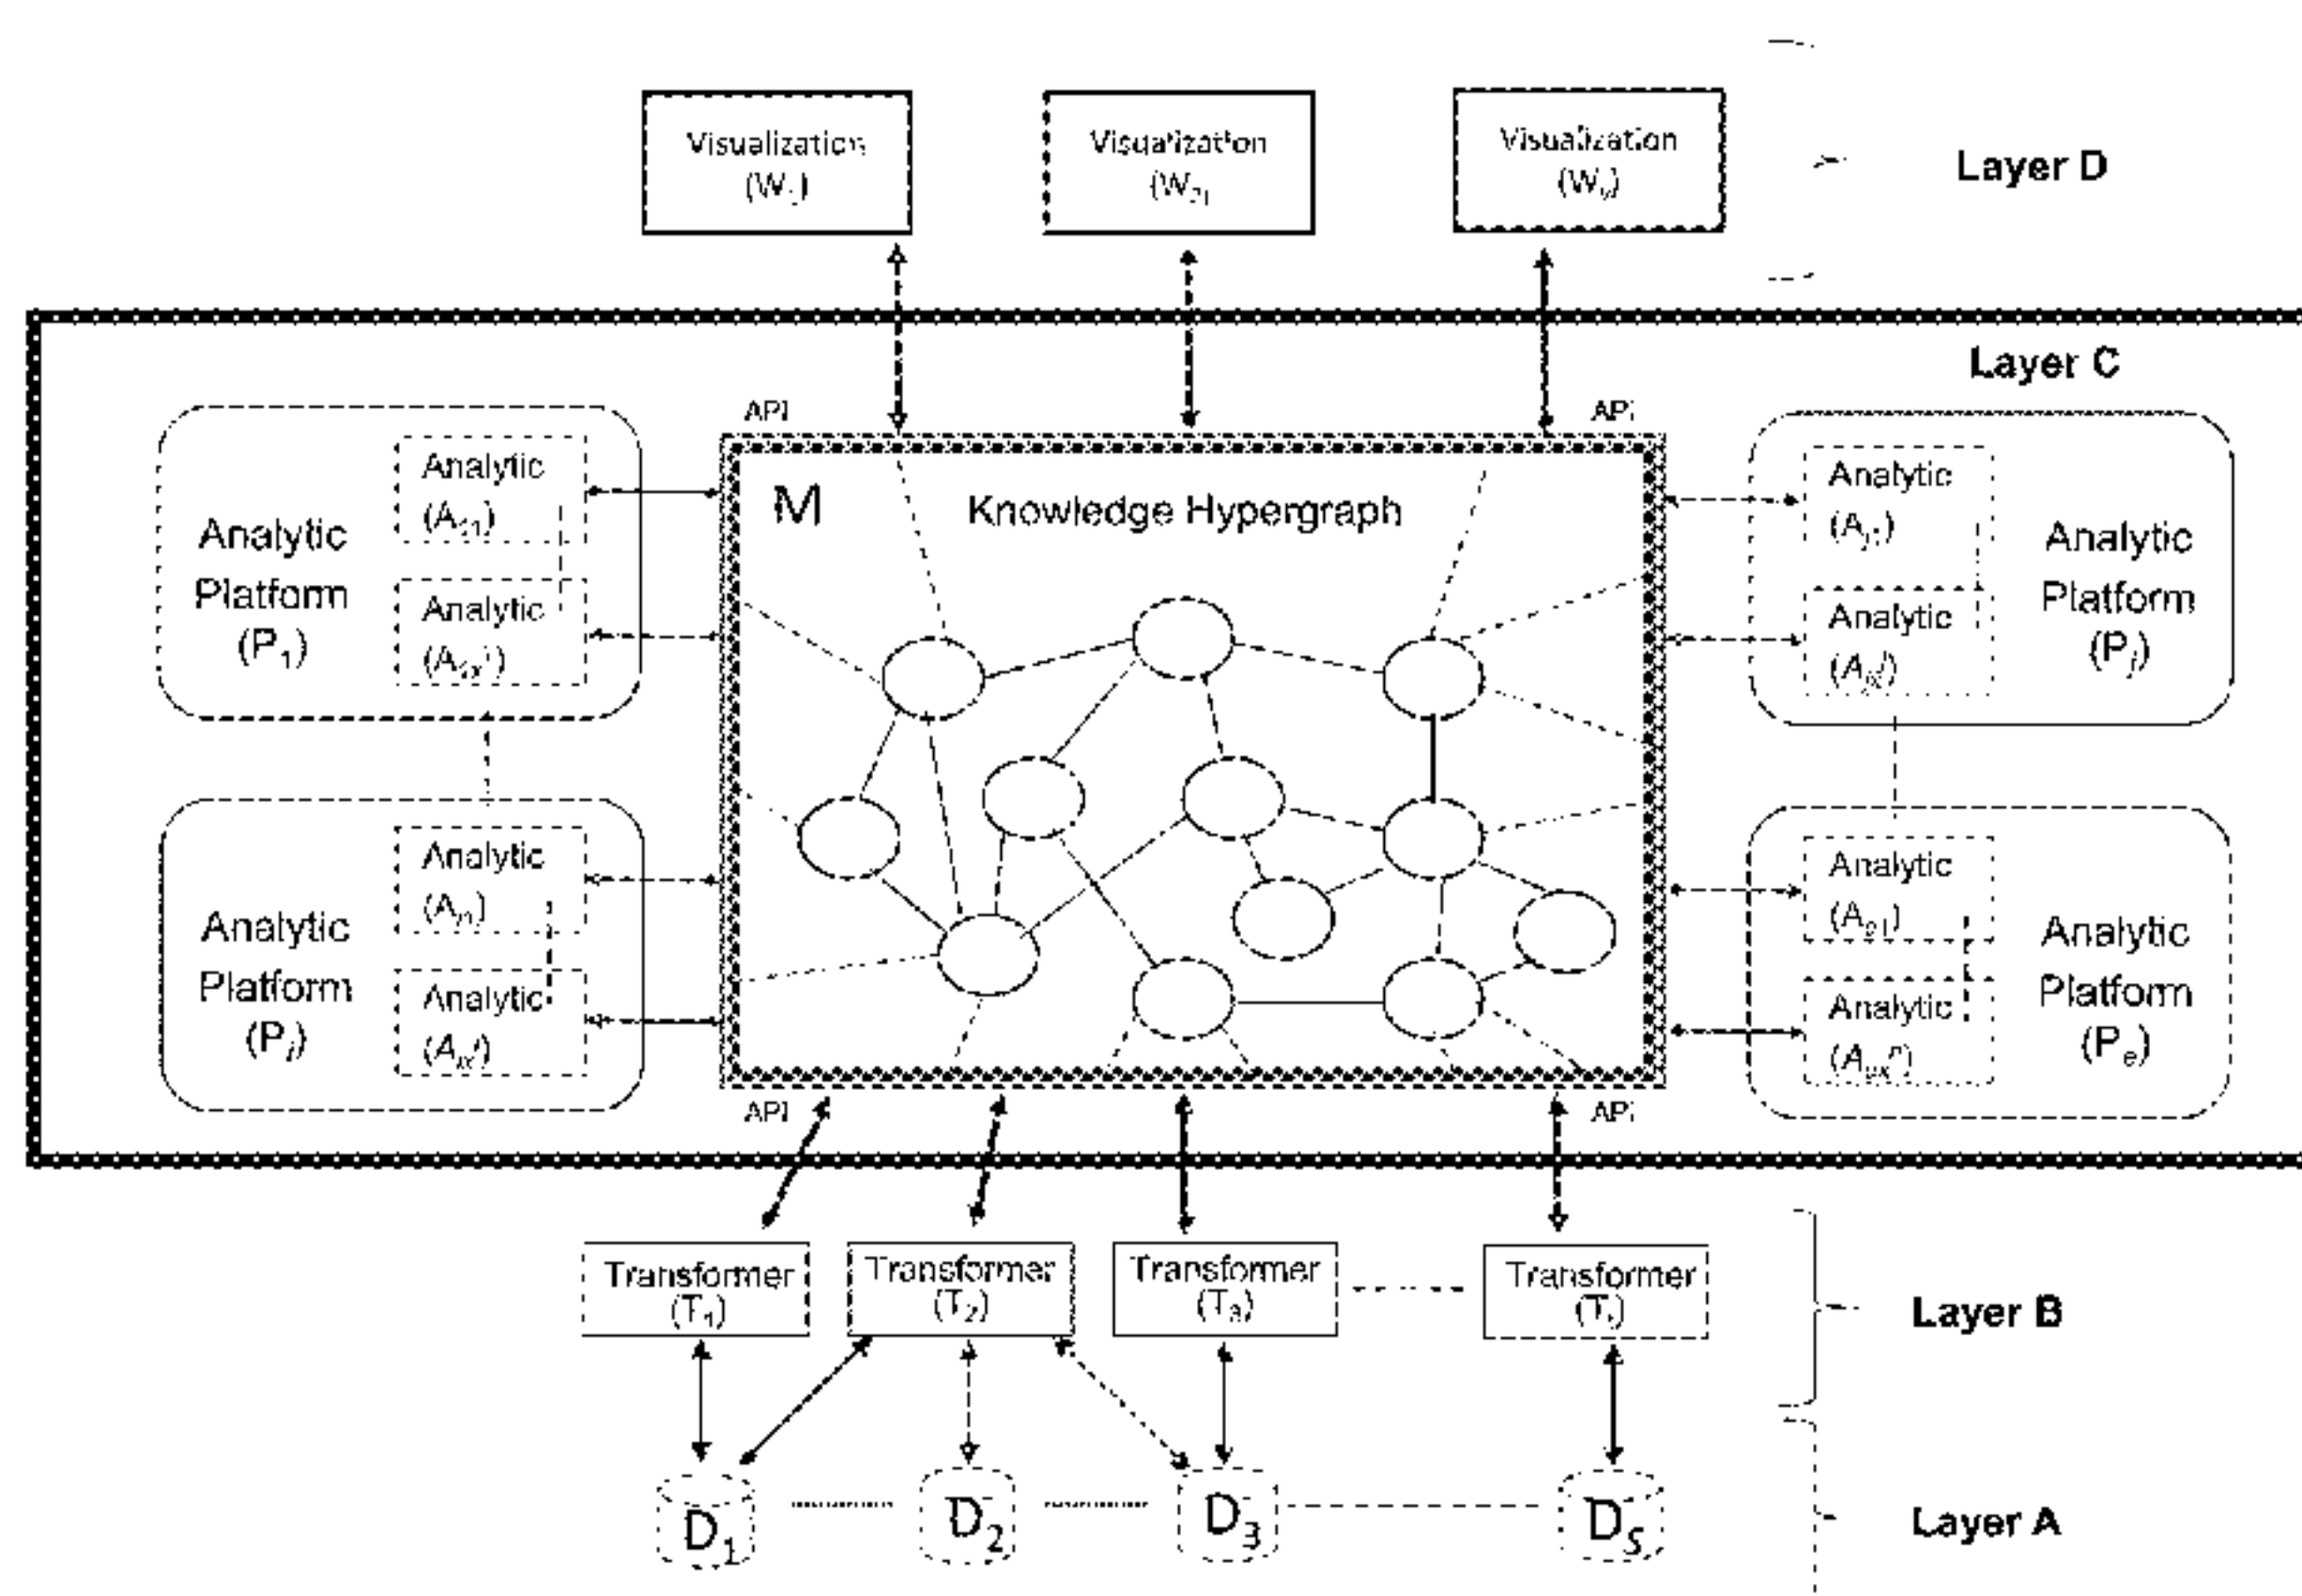 Visualization
(W₁)
Visualization
(W₂)
Visualization
Layer D
Layer C
API
API
M
Knowledge Hypergraph
Analytic
Platform
(P₁)
Analytic
(A₁₁)
Analytic
Analytic
Platform
(Pᵢ)
Analytic
(Aᵢ₁)
Analytic
Analytic
(Aⱼ₁)
Analytic
Analytic
Platform
(Pⱼ)
Analytic
(Aₑ₁)
Analytic
Analytic
Platform
(Pₑ)
API
API
Transformer
(T₁)
Transformer
(T₂)
Transformer
(T₃)
Transformer
Layer B
D₁
D₂
D₃
Dₛ
Layer A